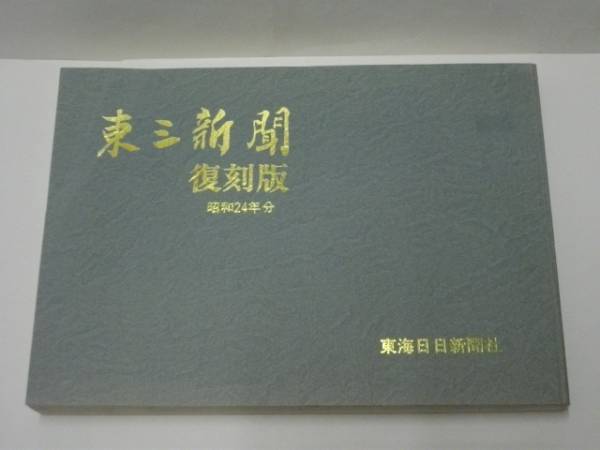 東三新聞
復刻版
昭和24年分
東海日日新聞社